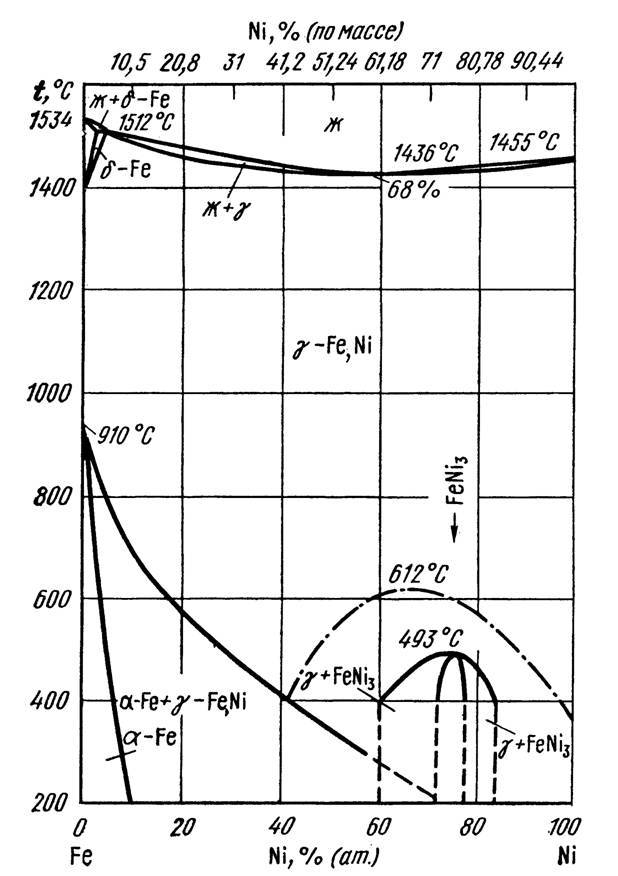 Ni, % (по массе)
10,5 20,8 31 41,2 51,24 61,18 71 80,78 90,44
t,°C
ж+δ-Fe
1534
1512°C
ж
1436°C
1455°C
δ-Fe
1400
ж+γ
68%
1200
γ-Fe,Ni
1000
910°C
FeNi₃
800
612°C
600
493°C
γ+FeNi₃
400
α-Fe+γ-Fe,Ni
α-Fe
γ+FeNi₃
200
0 20 40 60 80 100
Fe Ni, % (ат.) Ni